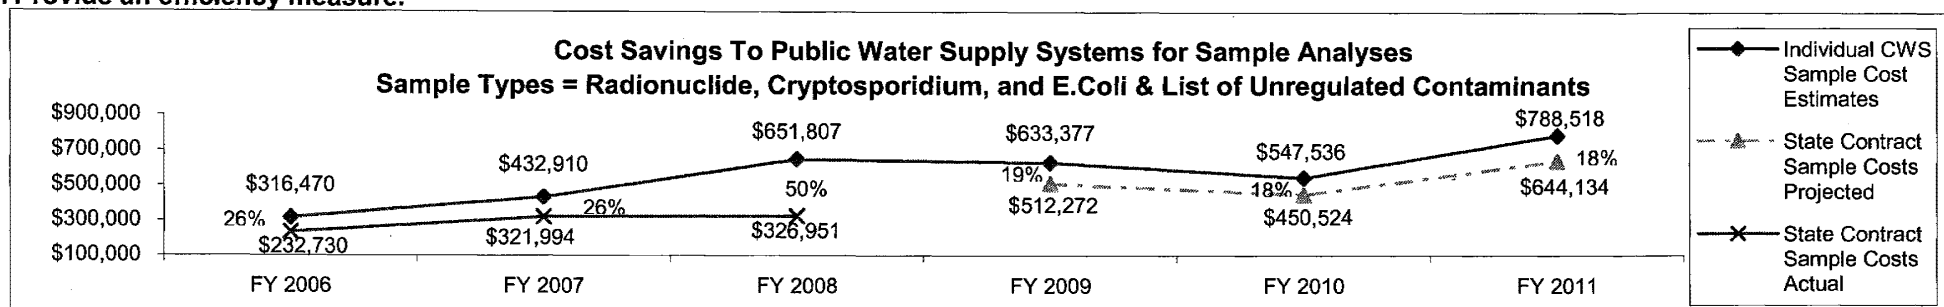 Provide an efficiency measure.
Cost Savings To Public Water Supply Systems for Sample Analyses
Sample Types = Radionuclide, Cryptosporidium, and E.Coli & List of Unregulated Contaminants
$900,000
$700,000
$500,000
$300,000
$100,000
$316,470
$432,910
$651,807
$633,377
$547,536
$788,518
26%
26%
50%
19%
18%
18%
$232,730
$321,994
$326,951
$512,272
$450,524
$644,134
FY 2006
FY 2007
FY 2008
FY 2009
FY 2010
FY 2011
Individual CWS
Sample Cost
Estimates
State Contract
Sample Costs
Projected
State Contract
Sample Costs
Actual